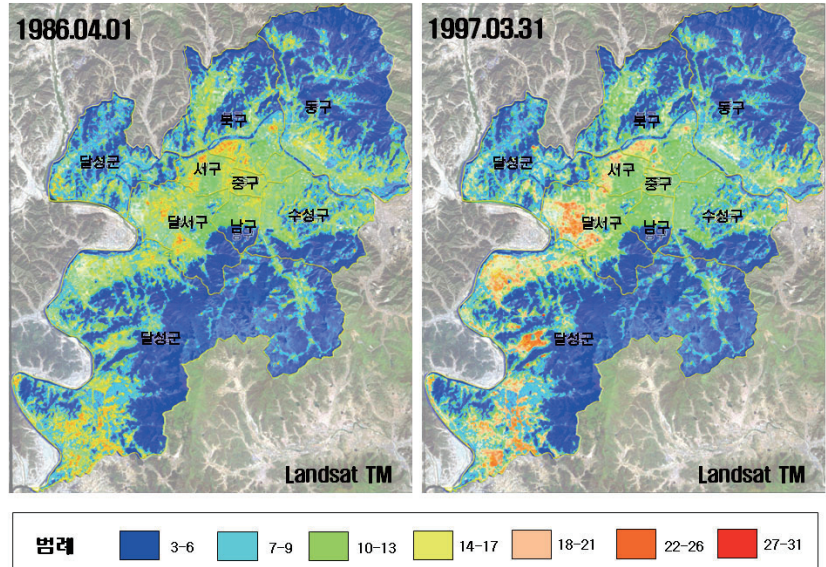 1986.04.01
동구
북구
달성군
서구
중구
달서구
남구
수성구
달성군
Landsat TM
1997.03.31
동구
북구
달성군
서구
중구
달서구
남구
수성구
달성군
Landsat TM
범례 3-6 7-9 10-13 14-17 18-21 22-26 27-31